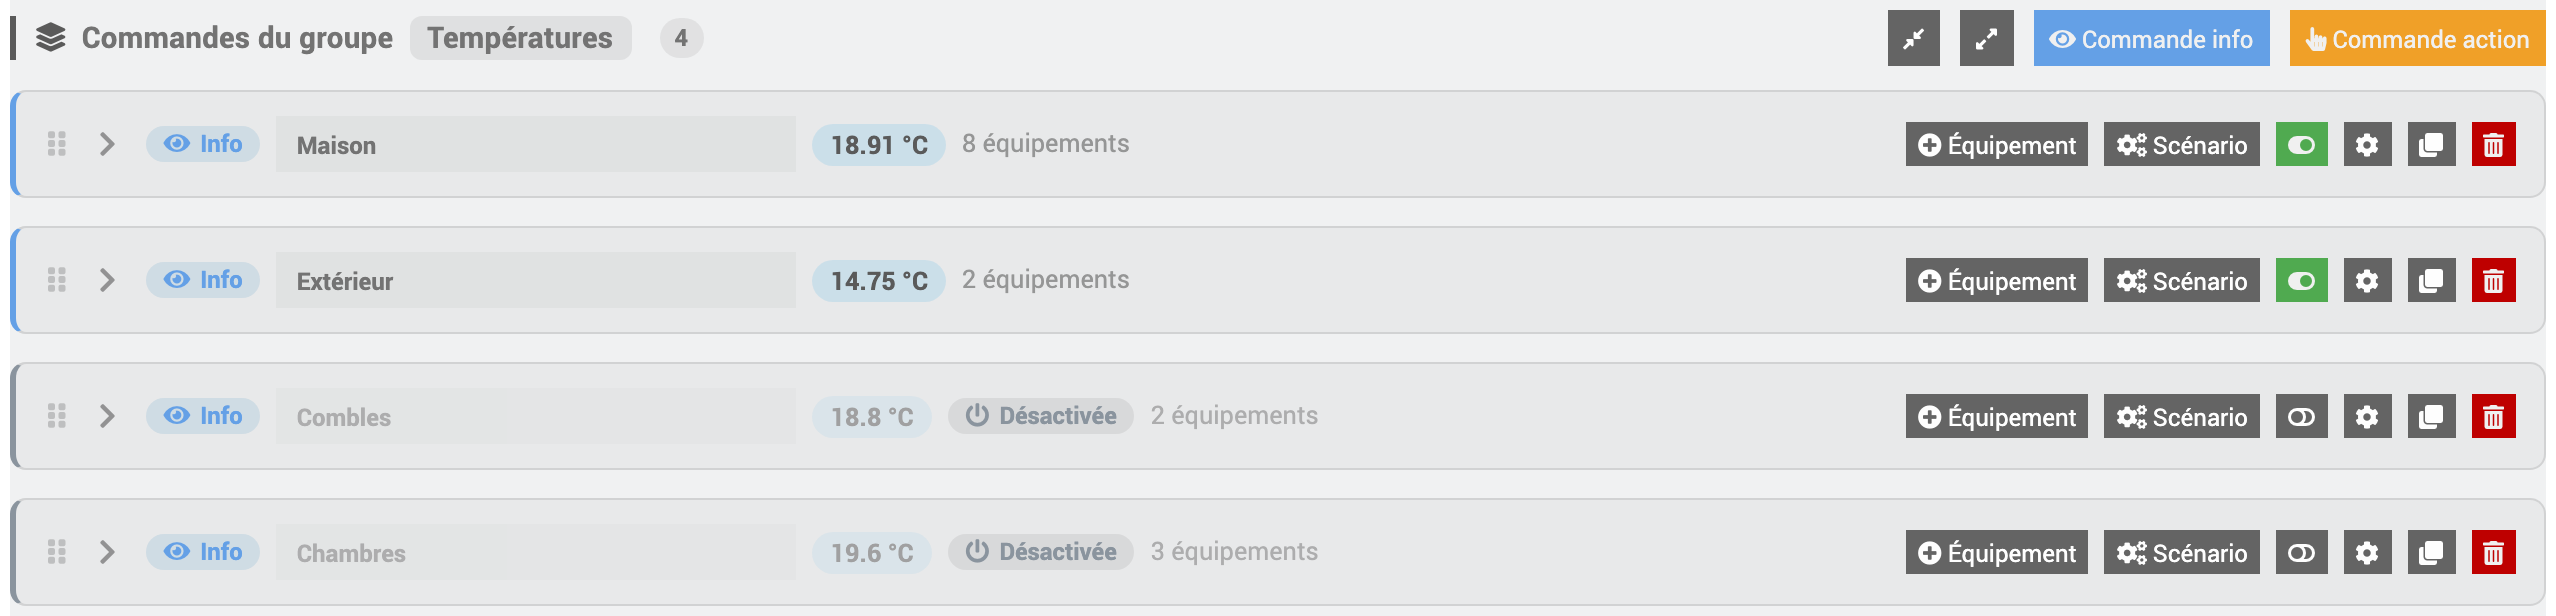 Commandes du groupe Températures 4 Commande info Commande action
Info Maison 18.91 °C 8 équipements Équipement Scénario
Info Extérieur 14.75 °C 2 équipements Équipement Scénario
Info Combles 18.8 °C Désactivée 2 équipements Équipement Scénario
Info Chambres 19.6 °C Désactivée 3 équipements Équipement Scénario